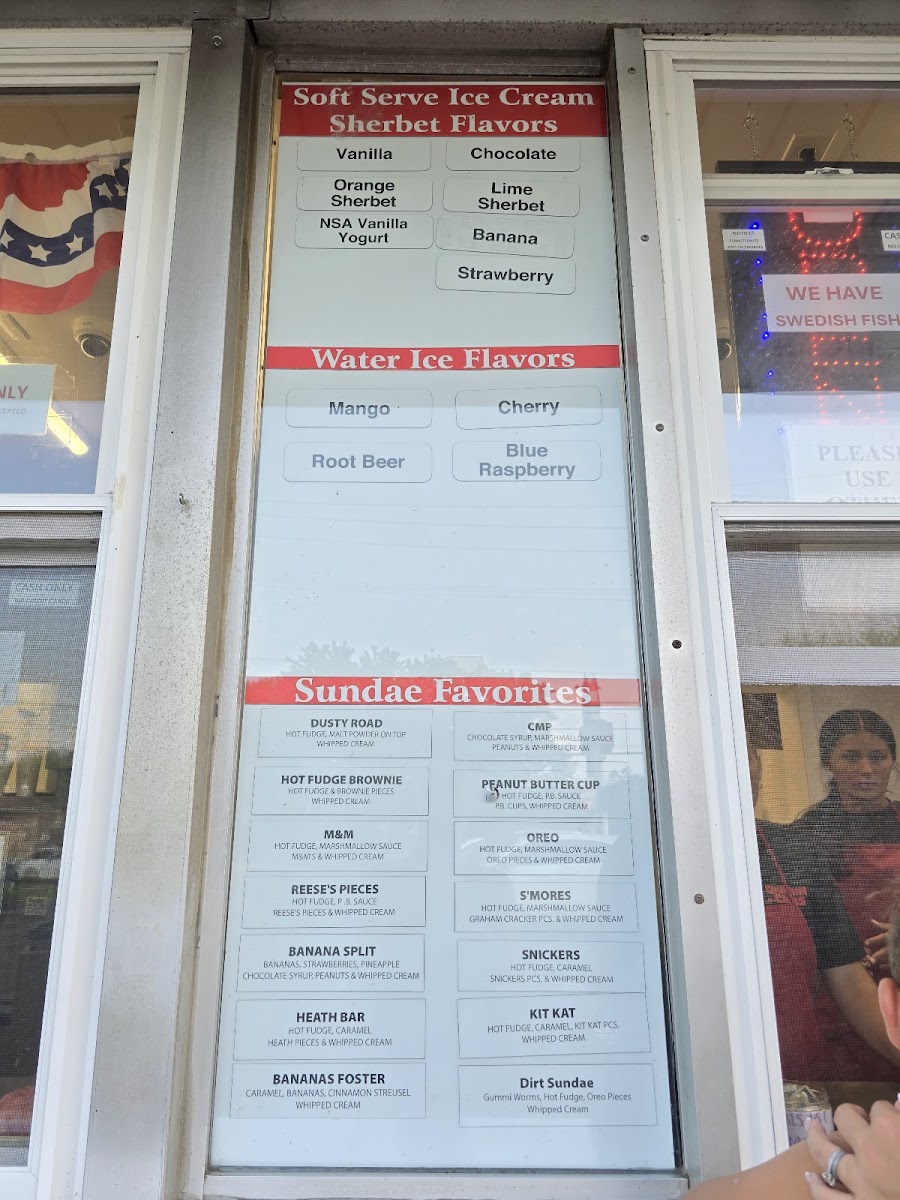 Soft Serve Ice Cream
Sherbet Flavors
Vanilla
Chocolate
Orange
Sherbet
Lime
Sherbet
NSA Vanilla
Yogurt
Banana
Strawberry
Water Ice Flavors
Mango
Cherry
Root Beer
Blue
Raspberry
Sundae Favorites
DUSTY ROAD
HOT FUDGE, MALT POWDER ON TOP
WHIPPED CREAM
CMP
CHOCOLATE SYRUP, MARSHMALLOW SAUCE
PEANUTS & WHIPPED CREAM
HOT FUDGE BROWNIE
HOT FUDGE & BROWNIE PIECES
WHIPPED CREAM
PEANUT BUTTER CUP
HOT FUDGE, P.B. SAUCE
P.B. CUPS, WHIPPED CREAM
M&M
HOT FUDGE, MARSHMALLOW SAUCE
M&M'S & WHIPPED CREAM
OREO
HOT FUDGE, MARSHMALLOW SAUCE
OREO PIECES & WHIPPED CREAM
REESE'S PIECES
HOT FUDGE, P .B. SAUCE
REESE'S PIECES & WHIPPED CREAM
S'MORES
HOT FUDGE, MARSHMALLOW SAUCE
GRAHAM CRACKER PCS. & WHIPPED CREAM
BANANA SPLIT
BANANAS, STRAWBERRIES, PINEAPPLE
CHOCOLATE SYRUP, PEANUTS & WHIPPED CREAM
SNICKERS
HOT FUDGE, CARAMEL
SNICKERS PCS. & WHIPPED CREAM
HEATH BAR
HOT FUDGE, CARAMEL
HEATH PIECES & WHIPPED CREAM
KIT KAT
HOT FUDGE, CARAMEL, KIT KAT PCS.
WHIPPED CREAM
BANANAS FOSTER
CARAMEL, BANANAS, CINNAMON STREUSEL
WHIPPED CREAM
Dirt Sundae
Gummi Worms, Hot Fudge, Oreo Pieces
Whipped Cream
NLY
CEPTED
CASH ONLY
CAS
WE HAVE
SWEDISH FISH
PLEAS
USE